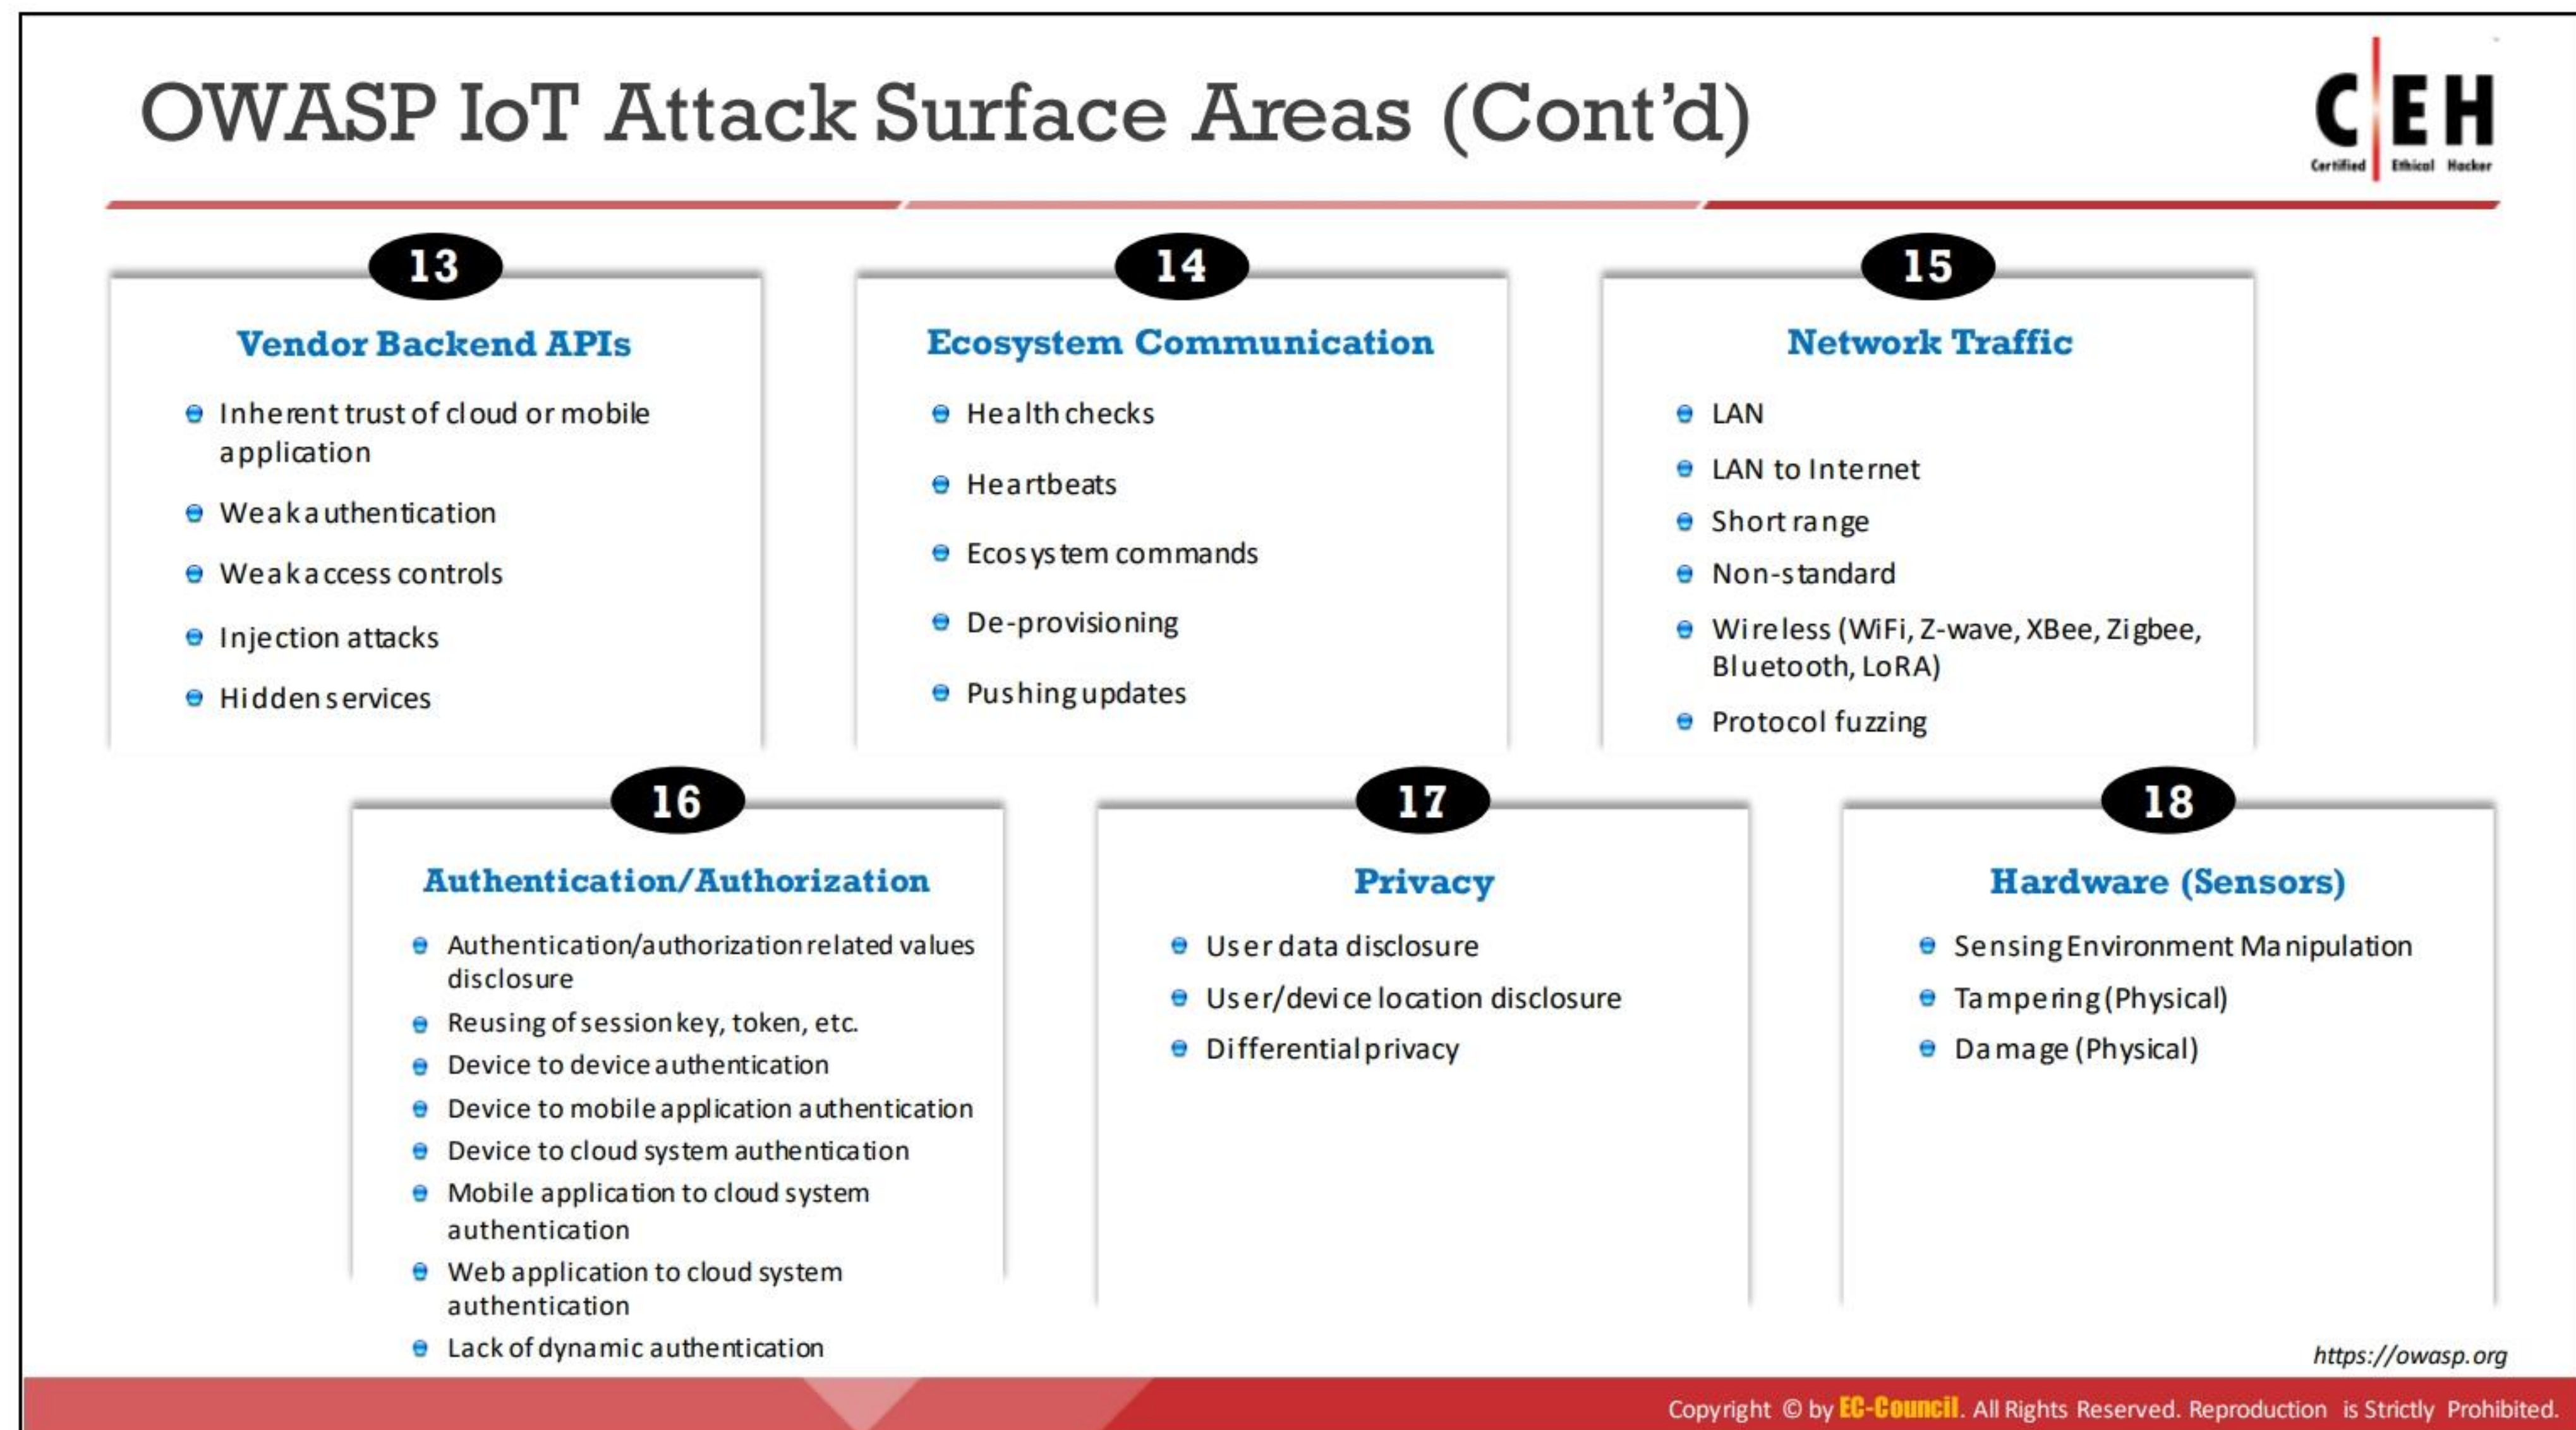 OWASP IoT Attack Surface Areas (Cont'd)
C EH
Certified Ethical Hacker
13
Vendor Backend APIs
Inherent trust of cloud or mobile
application
Weak authentication
Weak access controls
Injection attacks
Hidden services
14
Ecosystem Communication
Health checks
Heartbeats
Ecosystem commands
De-provisioning
Pushing updates
15
Network Traffic
LAN
LAN to Internet
Short range
Non-standard
Wireless (WiFi, Z-wave, XBee, Zigbee,
Bluetooth, LoRA)
Protocol fuzzing
16
Authentication/Authorization
Authentication/authorization related values
disclosure
Reusing of session key, token, etc.
Device to device authentication
Device to mobile application authentication
Device to cloud system authentication
Mobile application to cloud system
authentication
Web application to cloud system
authentication
Lack of dynamic authentication
17
Privacy
User data disclosure
User/device location disclosure
Differential privacy
18
Hardware (Sensors)
Sensing Environment Manipulation
Tampering (Physical)
Damage (Physical)
https://owasp.org
Copyright © by EC-Council. All Rights Reserved. Reproduction is Strictly Prohibited.